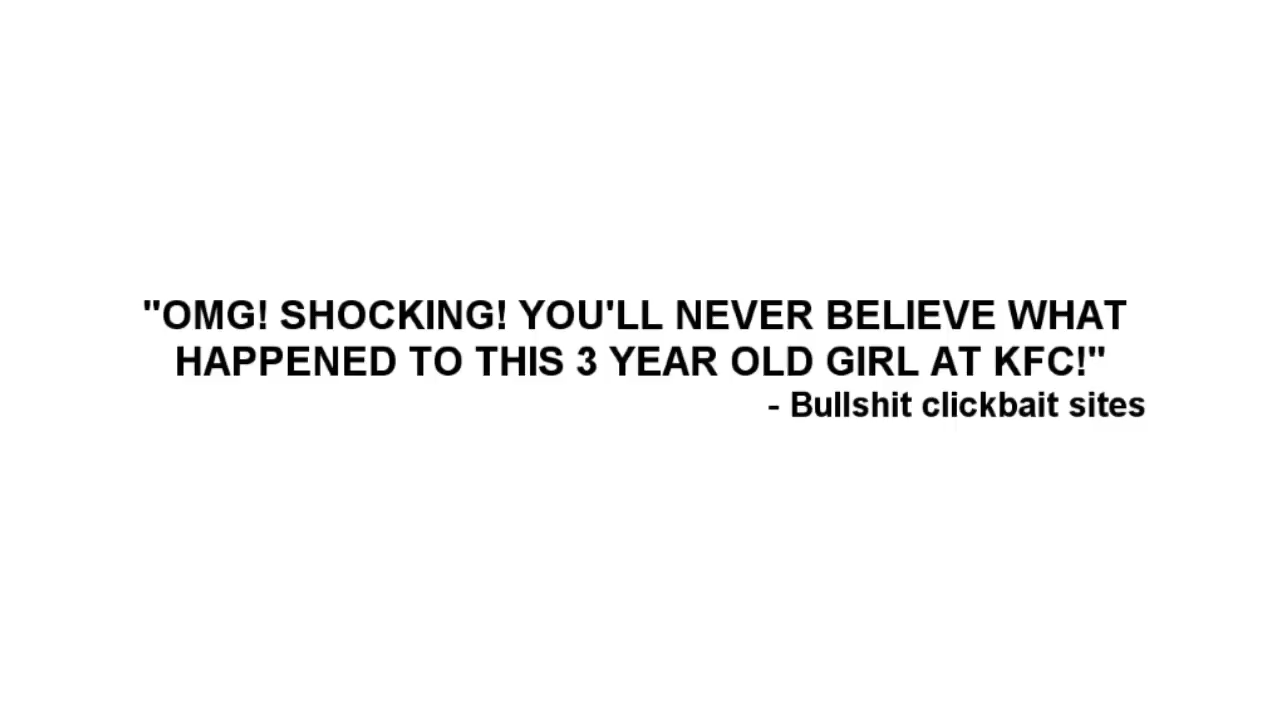 "OMG! SHOCKING! YOU'LL NEVER BELIEVE WHAT
HAPPENED TO THIS 3 YEAR OLD GIRL AT KFC!"
- Bullshit clickbait sites